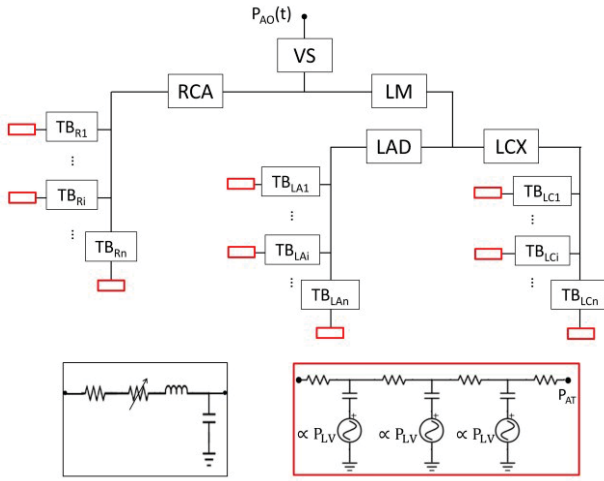 P_AO(t)
VS
RCA
LM
LAD
LCX
TB_R1
...
TB_Ri
...
TB_Rn
TB_LA1
...
TB_LAi
...
TB_LAn
TB_LC1
...
TB_LCi
...
TB_LCn
P_AT
+
+
+
∝ P_LV
∝ P_LV
∝ P_LV